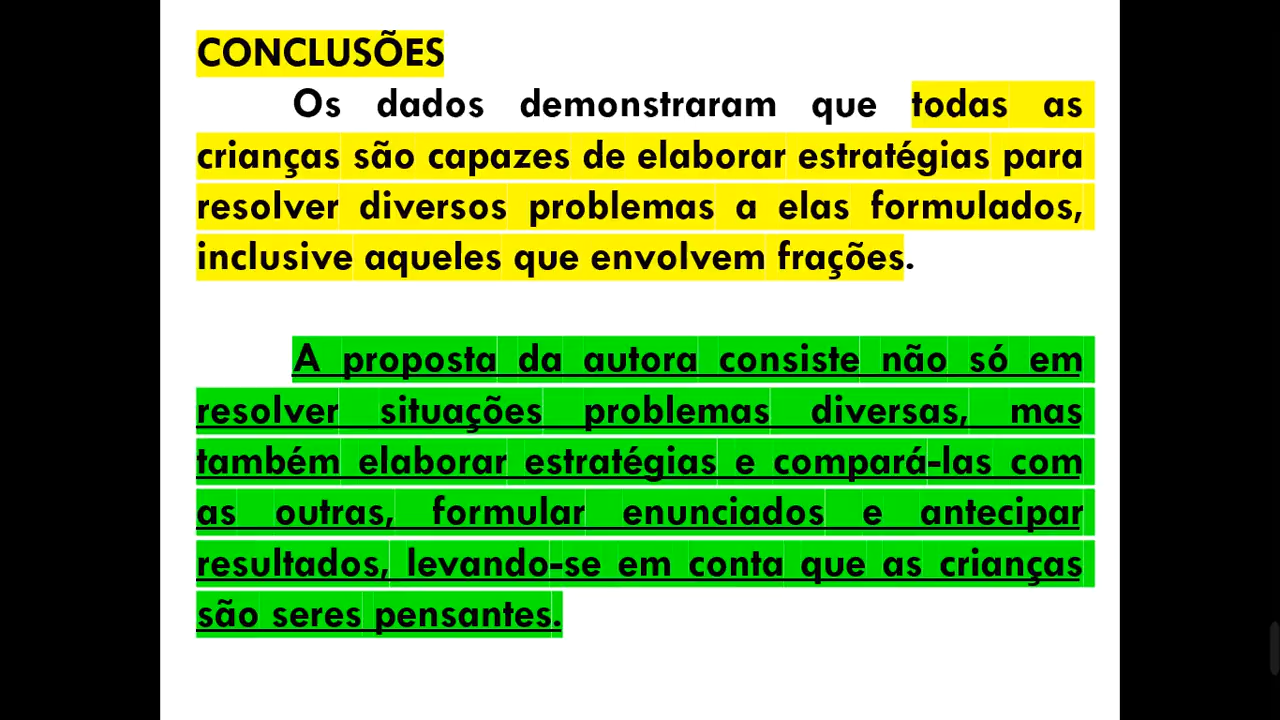 CONCLUSÕES
Os dados demonstraram que todas as
crianças são capazes de elaborar estratégias para
resolver diversos problemas a elas formulados,
inclusive aqueles que envolvem frações.
A proposta da autora consiste não só em
resolver situações problemas diversas, mas
também elaborar estratégias e compará-las com
as outras, formular enunciados e antecipar
resultados, levando-se em conta que as crianças
são seres pensantes.